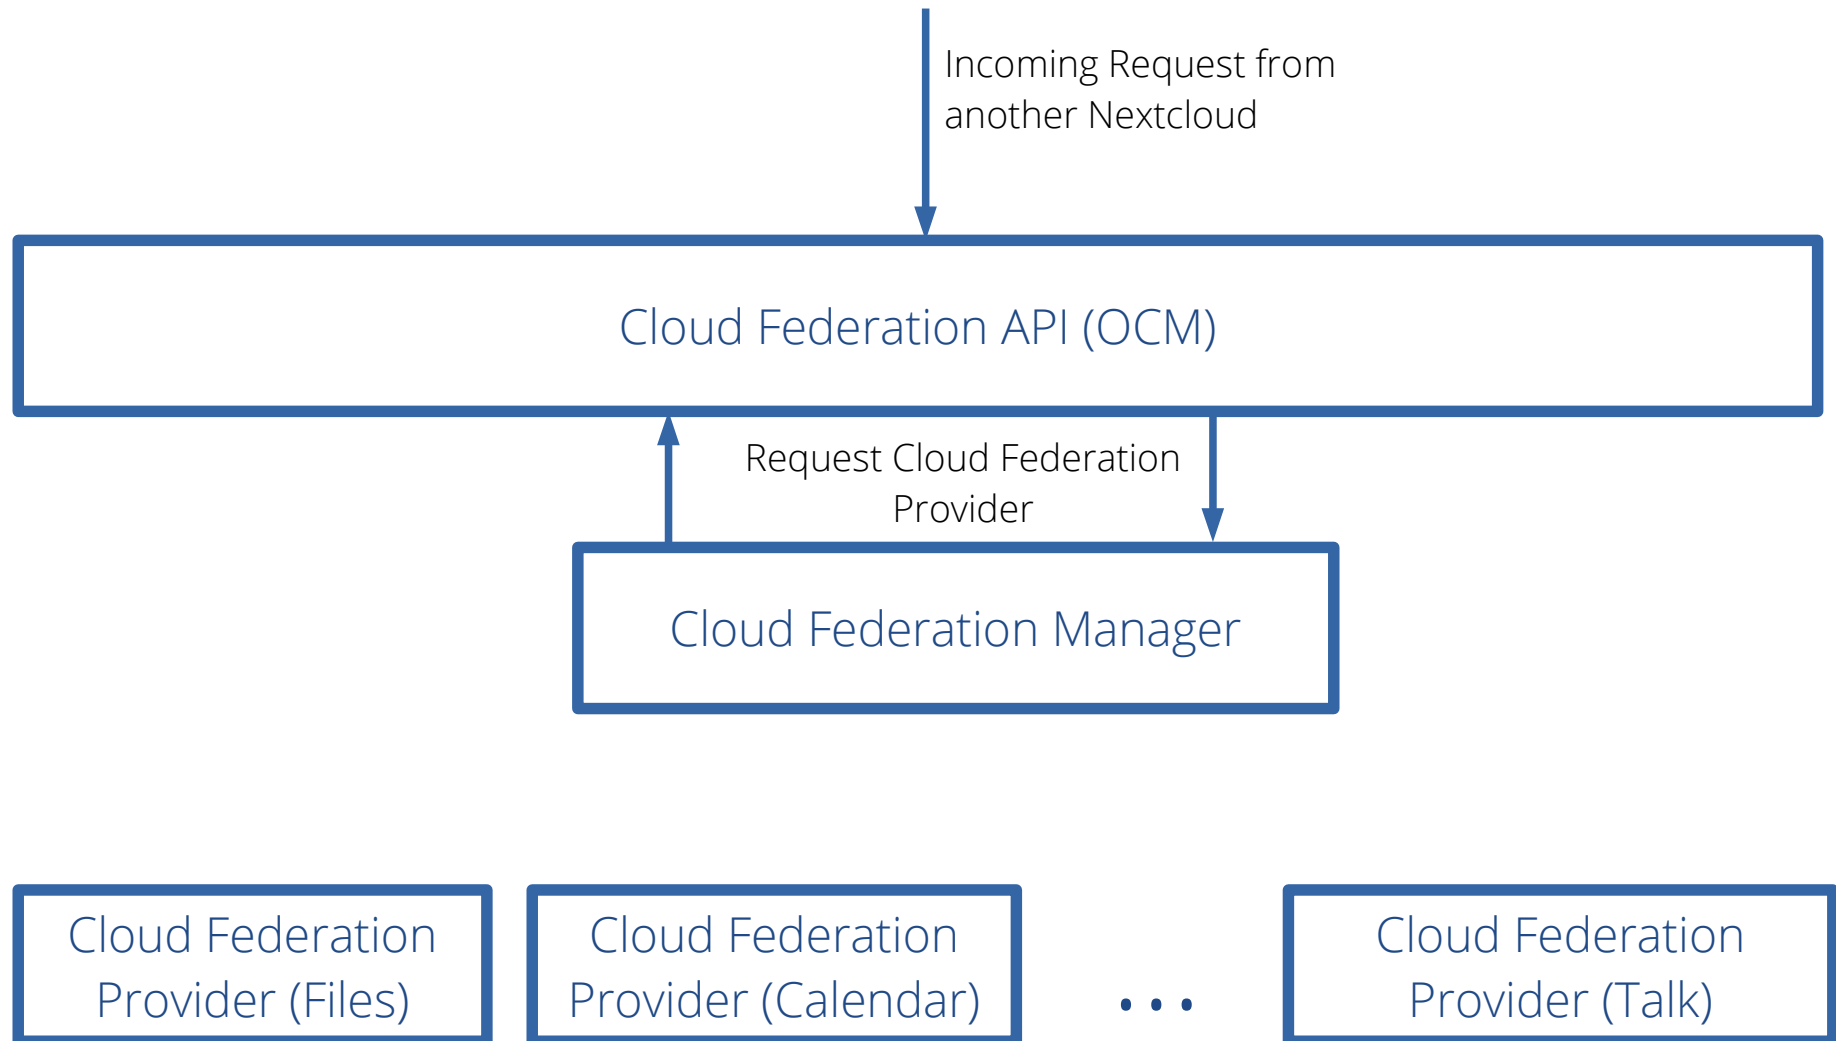 Incoming Request from
another Nextcloud
Cloud Federation API (OCM)
Request Cloud Federation
Provider
Cloud Federation Manager
Cloud Federation
Provider (Files)
Cloud Federation
Provider (Calendar)
...
Cloud Federation
Provider (Talk)